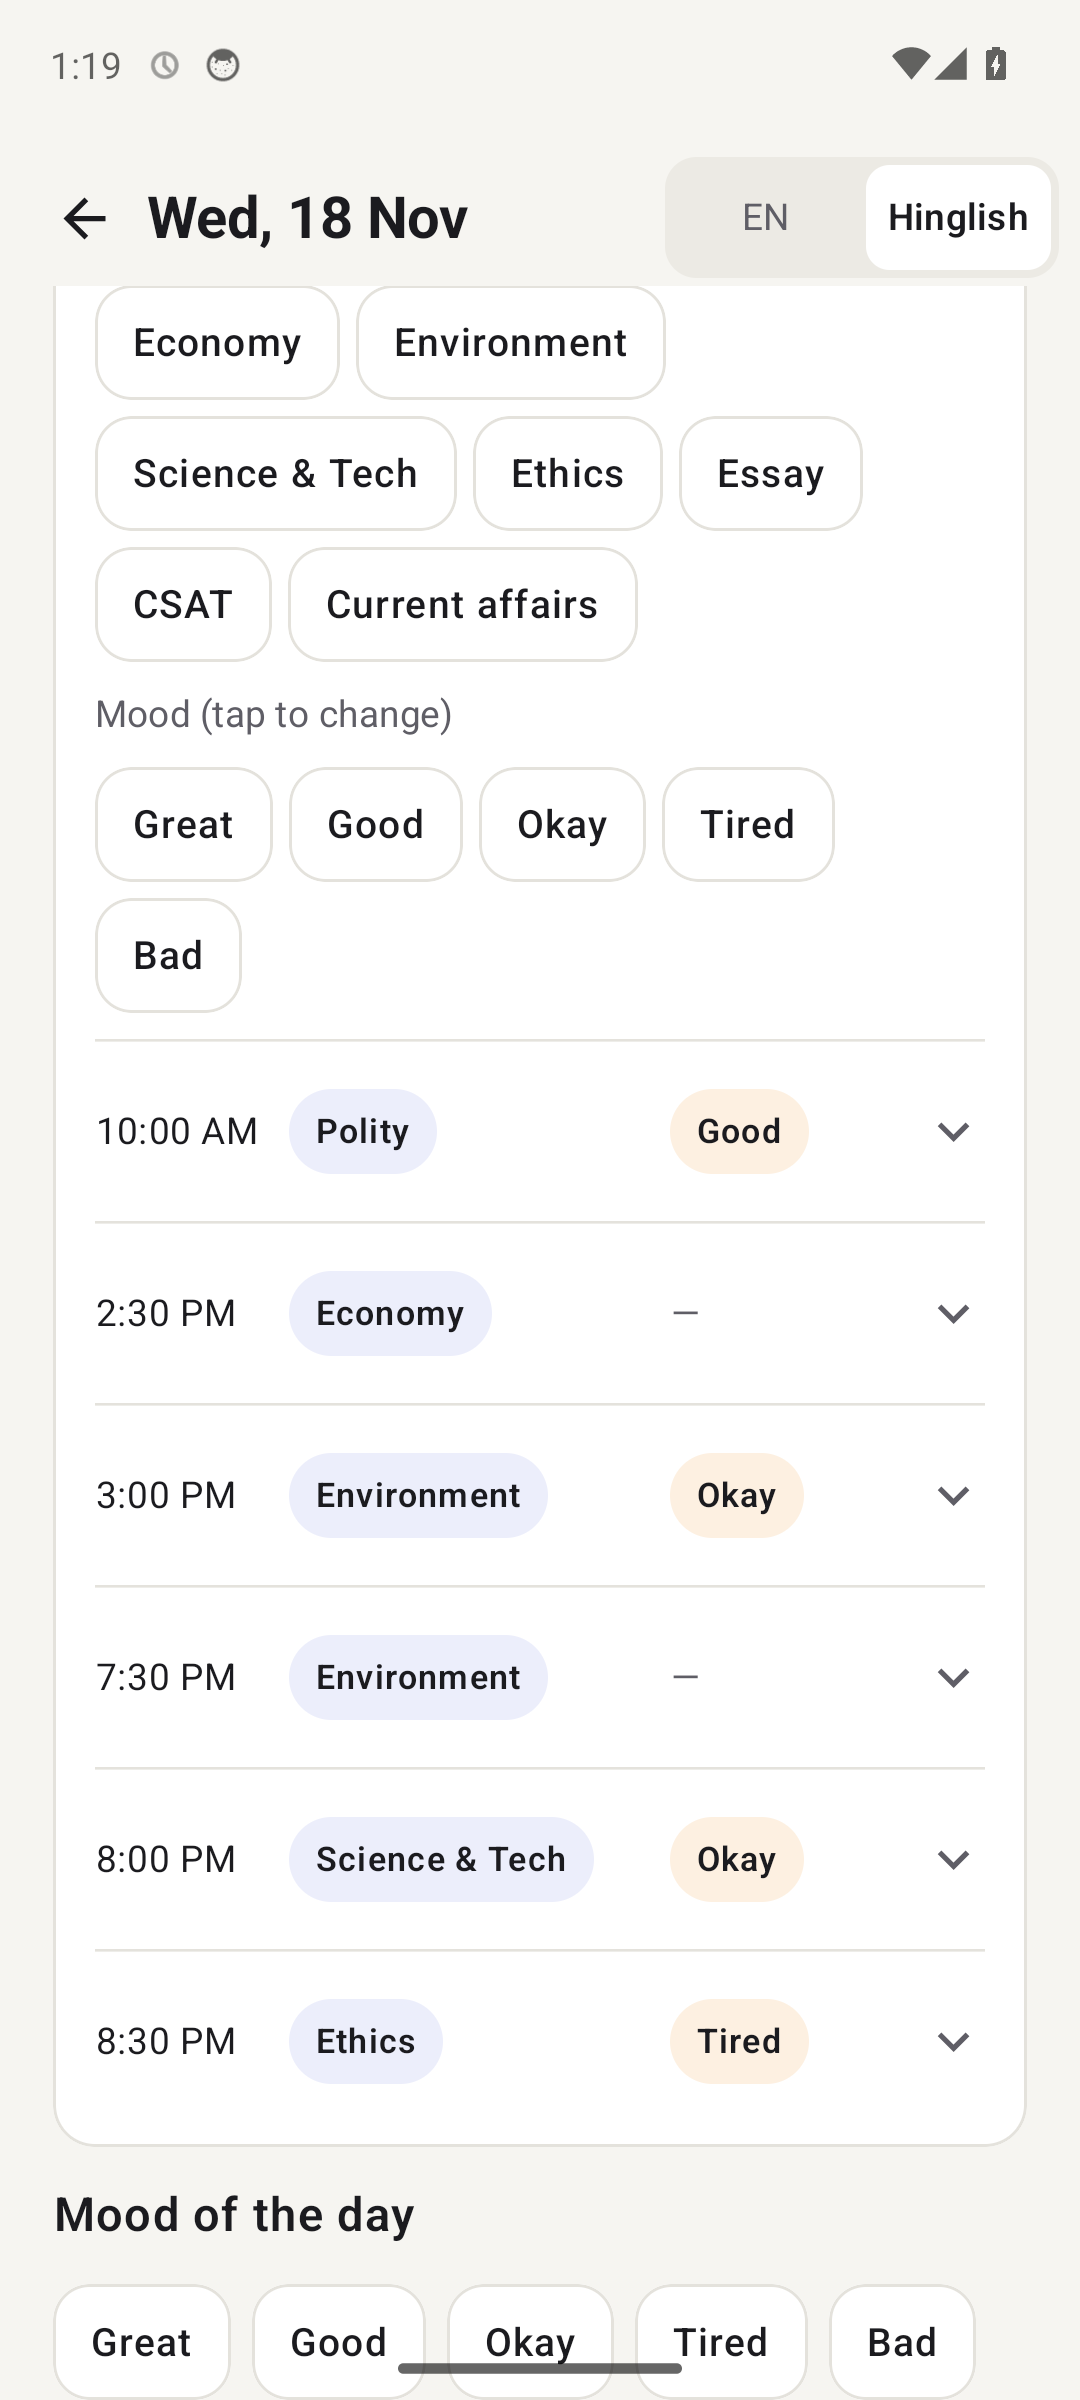 1:19
Wed, 18 Nov EN Hinglish
Economy Environment
Science & Tech Ethics Essay
CSAT Current affairs
Mood (tap to change)
Great Good Okay Tired
Bad
10:00 AM Polity Good
2:30 PM Economy –
3:00 PM Environment Okay
7:30 PM Environment –
8:00 PM Science & Tech Okay
8:30 PM Ethics Tired
Mood of the day
Great Good Okay Tired Bad